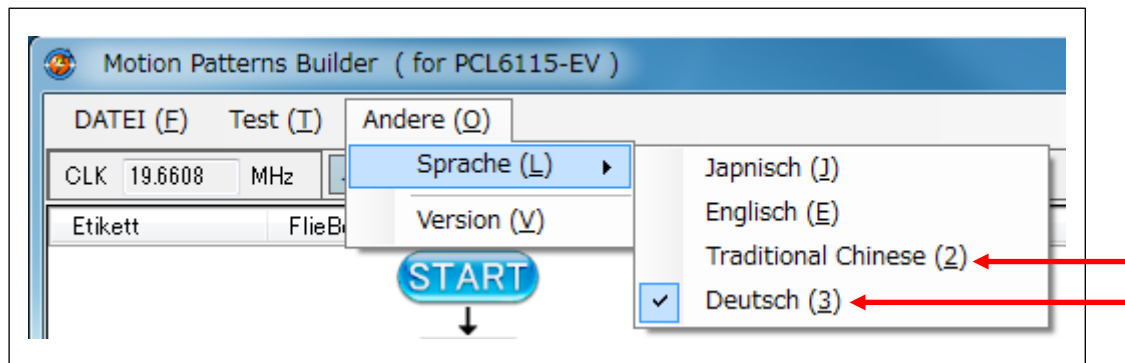 Motion Patterns Builder ( for PCL6115-EV )
DATEI (F) Test (T) Andere (O)
CLK 19.6608 MHz
Sprache (L)
Version (V)
Japnisch (J)
Englisch (E)
Traditional Chinese (2)
Deutsch (3)
Etikett
START